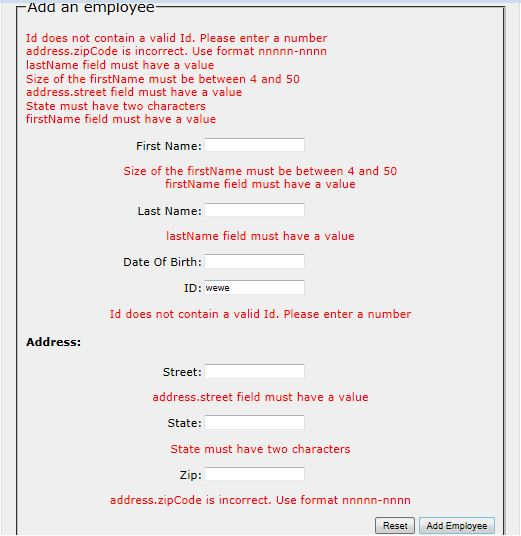 Add an employee
Id does not contain a valid Id. Please enter a number
address.zipCode is incorrect. Use format nnnnn-nnnn
lastName field must have a value
Size of the firstName must be between 4 and 50
address.street field must have a value
State must have two characters
firstName field must have a value
First Name:
Size of the firstName must be between 4 and 50
firstName field must have a value
Last Name:
lastName field must have a value
Date Of Birth:
ID: wewe
Id does not contain a valid Id. Please enter a number
Address:
Street:
address.street field must have a value
State:
State must have two characters
Zip:
address.zipCode is incorrect. Use format nnnnn-nnnn
Reset Add Employee